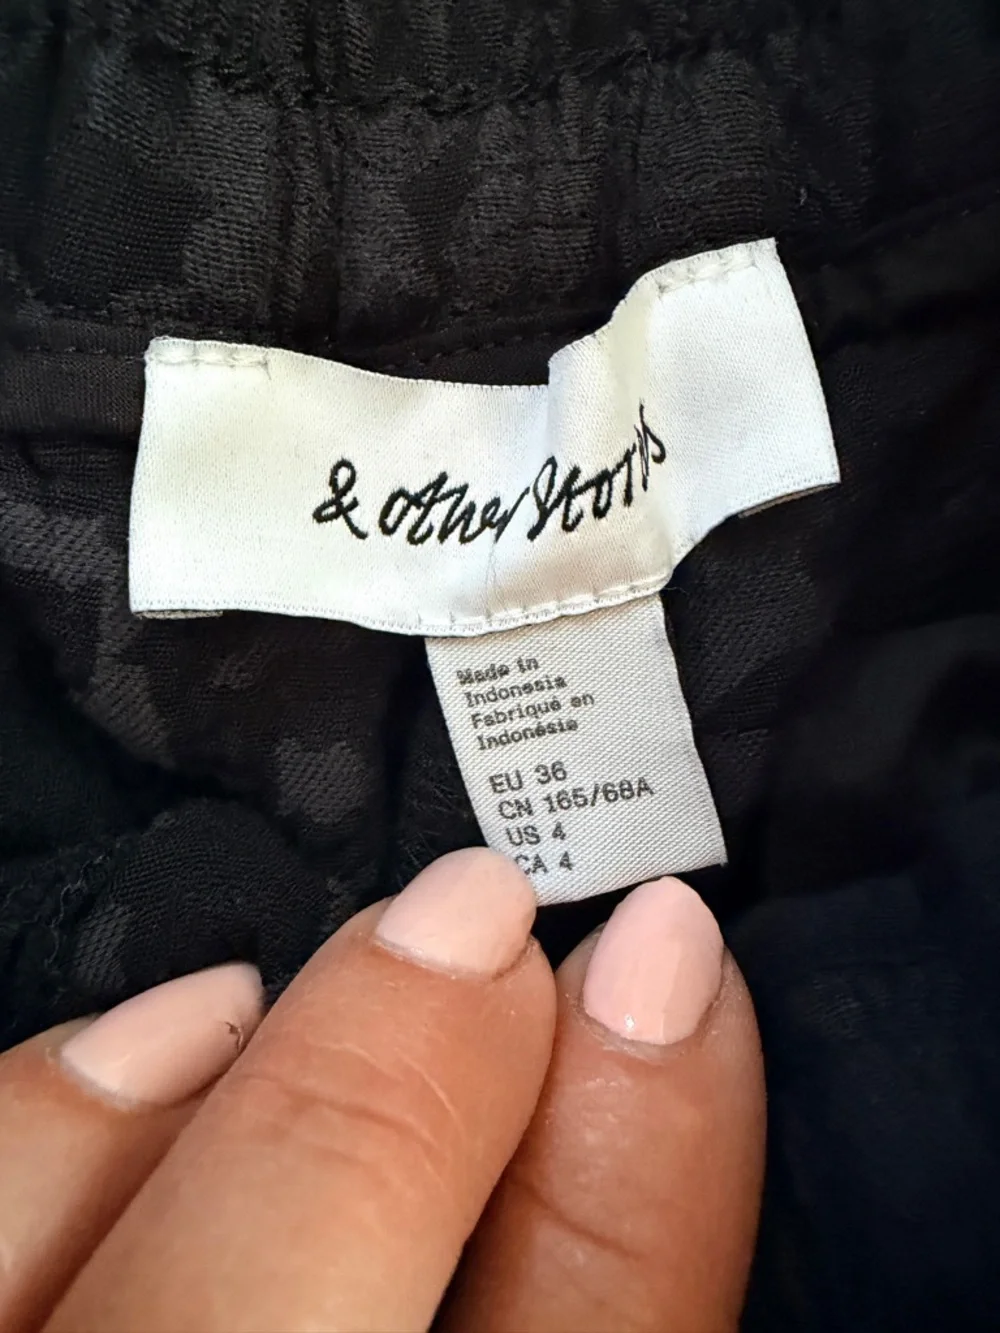 & other Stories
Made in
Indonesia
Fabriqué en
Indonésie
EU 36
CN 165/68A
US 4
CA 4